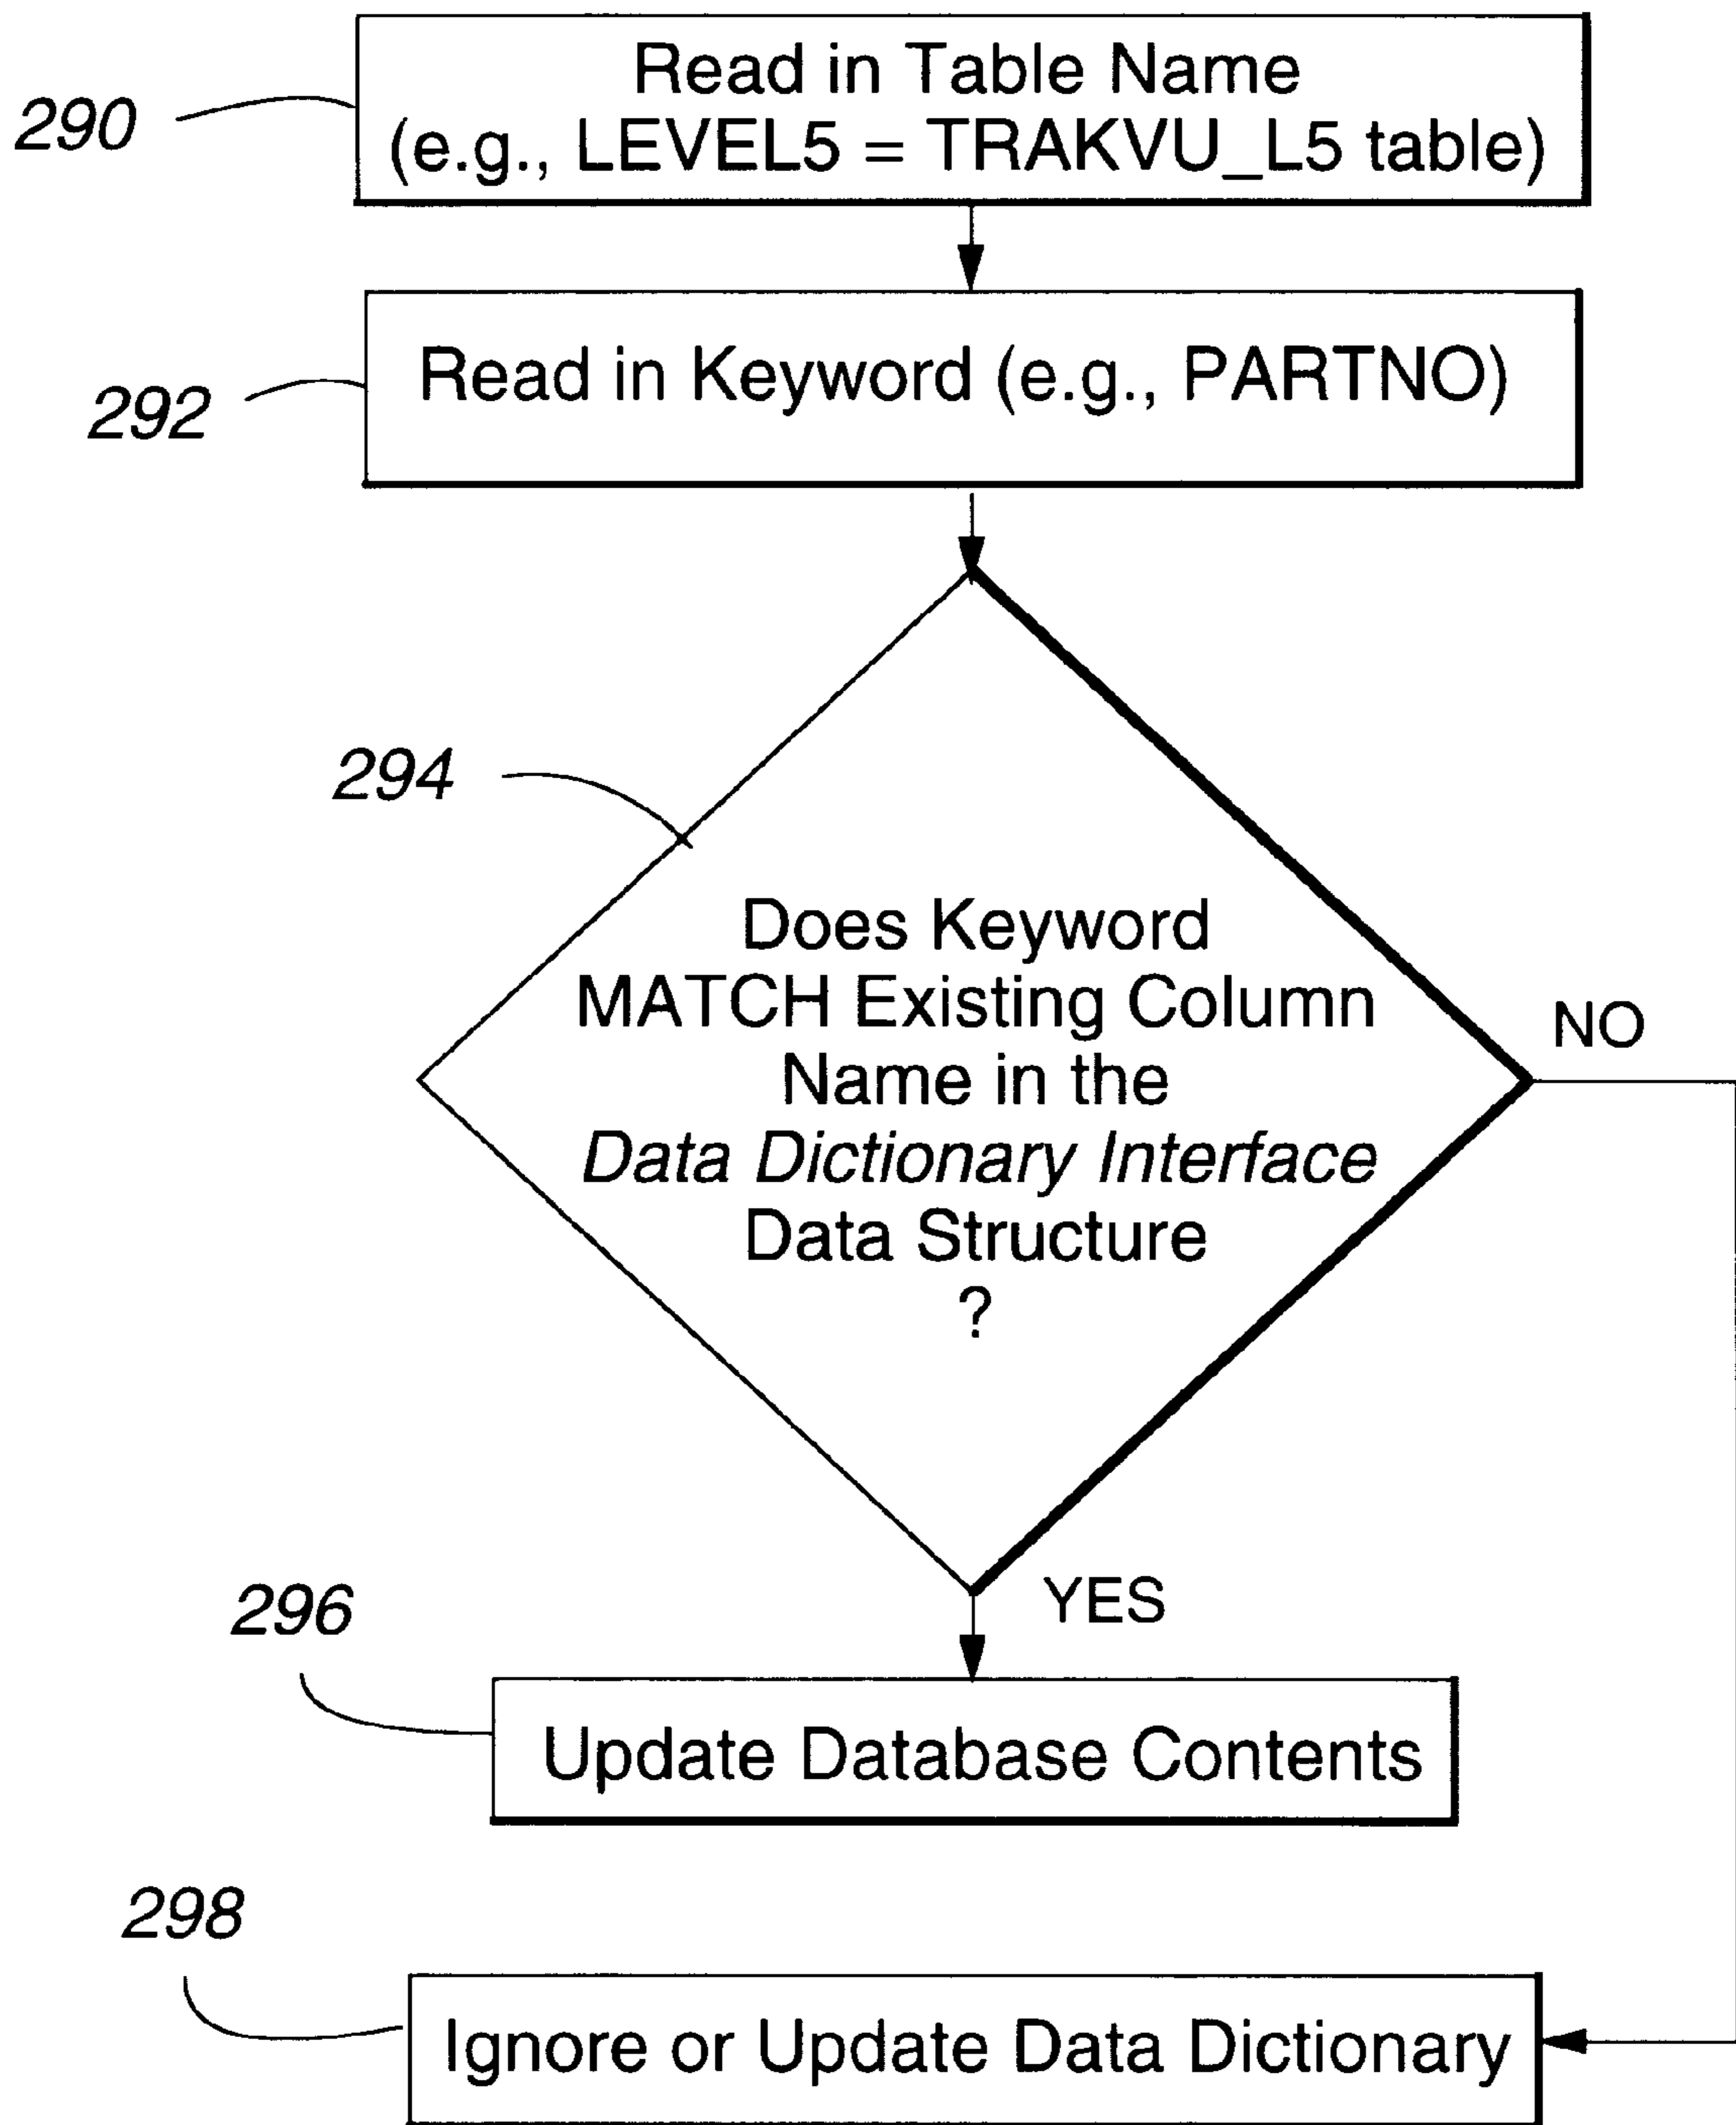 Read in Table Name
290
(e.g., LEVEL5 = TRAKVU_L5 table)
Read in Keyword (e.g., PARTNO)
292
294
Does Keyword
MATCH Existing Column
NO
Name in the
Data Dictionary Interface
Data Structure
?
YES
296
Update Database Contents
298
Ignore or Update Data Dictionary